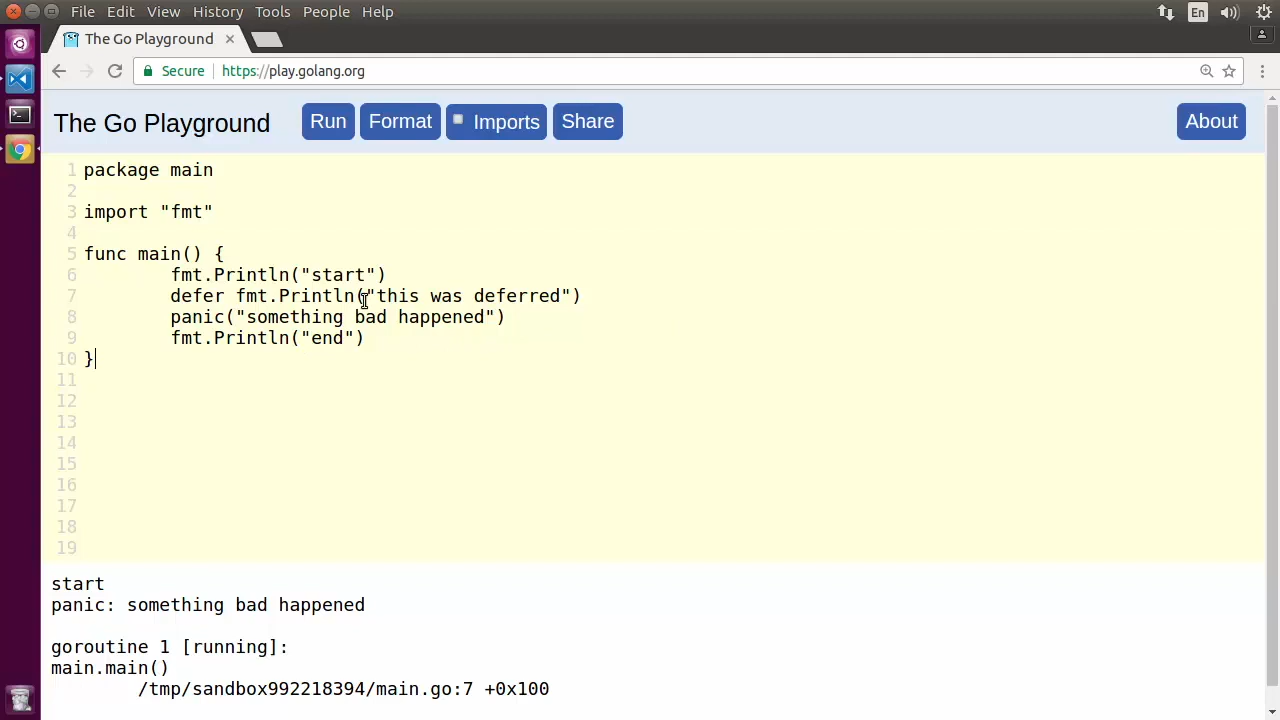 File Edit View History Tools People Help
En
The Go Playground
Secure https://play.golang.org
The Go Playground Run Format Imports Share About
1 package main
2
3 import "fmt"
4
5 func main() {
6 fmt.Println("start")
7 defer fmt.Println("this was deferred")
8 panic("something bad happened")
9 fmt.Println("end")
10 }
11
12
13
14
15
16
17
18
19
start
panic: something bad happened
goroutine 1 [running]:
main.main()
/tmp/sandbox992218394/main.go:7 +0x100